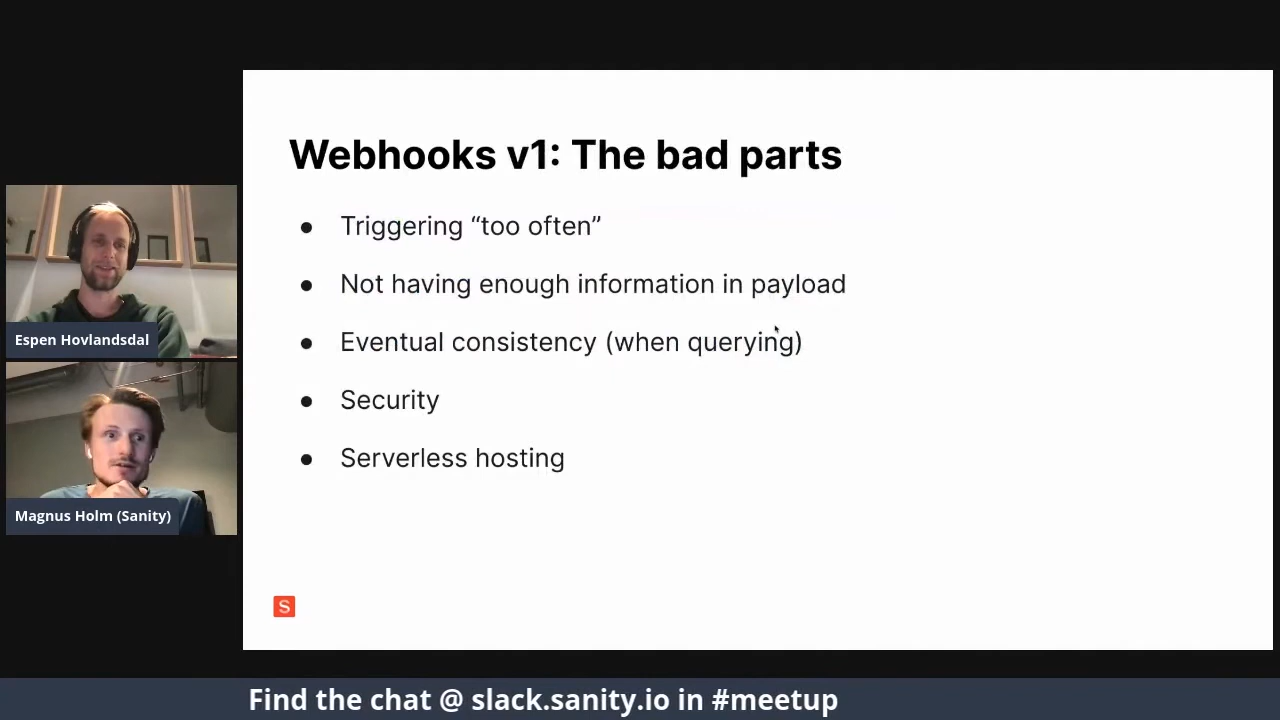 Webhooks v1: The bad parts
● Triggering “too often”
● Not having enough information in payload
● Eventual consistency (when querying)
● Security
● Serverless hosting
S
Espen Hovlandsdal
Magnus Holm (Sanity)
Find the chat @ slack.sanity.io in #meetup